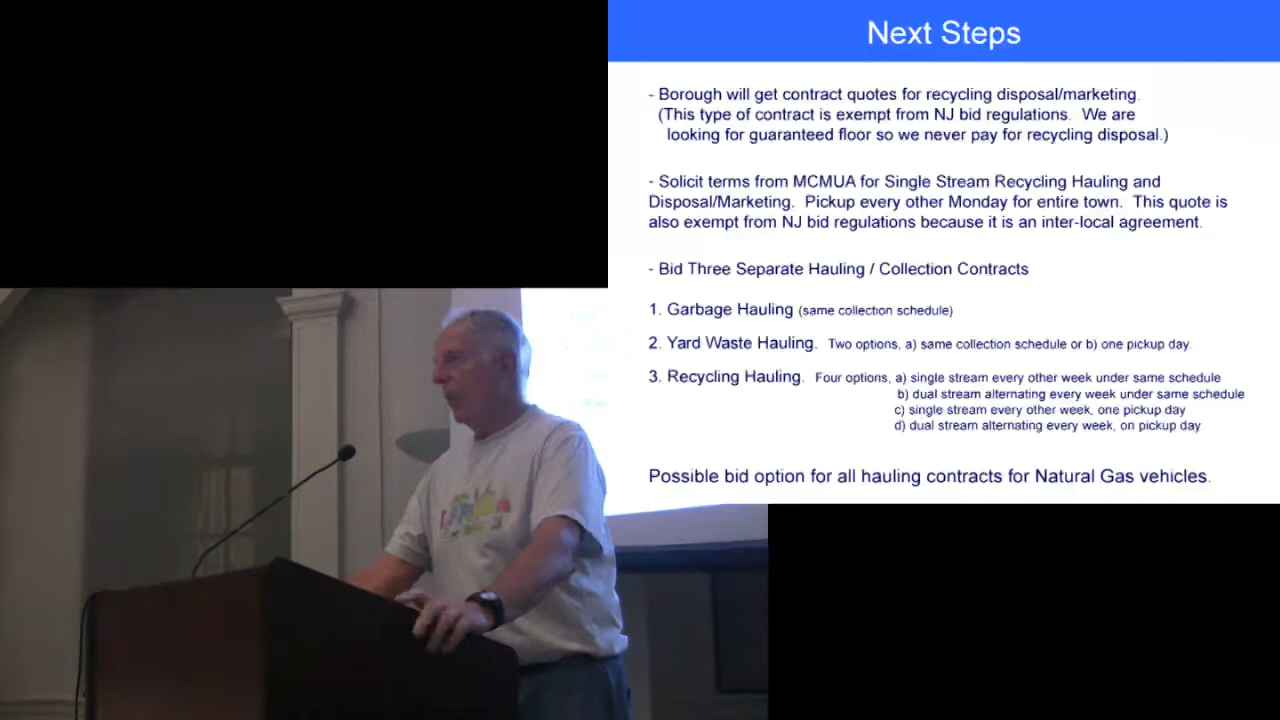 Next Steps
- Borough will get contract quotes for recycling disposal/marketing.
(This type of contract is exempt from NJ bid regulations. We are
looking for guaranteed floor so we never pay for recycling disposal.)
- Solicit terms from MCMUA for Single Stream Recycling Hauling and
Disposal/Marketing. Pickup every other Monday for entire town. This quote is
also exempt from NJ bid regulations because it is an inter-local agreement.
- Bid Three Separate Hauling / Collection Contracts
1. Garbage Hauling (same collection schedule)
2. Yard Waste Hauling. Two options, a) same collection schedule or b) one pickup day.
3. Recycling Hauling. Four options, a) single stream every other week under same schedule
b) dual stream alternating every week under same schedule
c) single stream every other week, one pickup day
d) dual stream alternating every week, on pickup day
Possible bid option for all hauling contracts for Natural Gas vehicles.